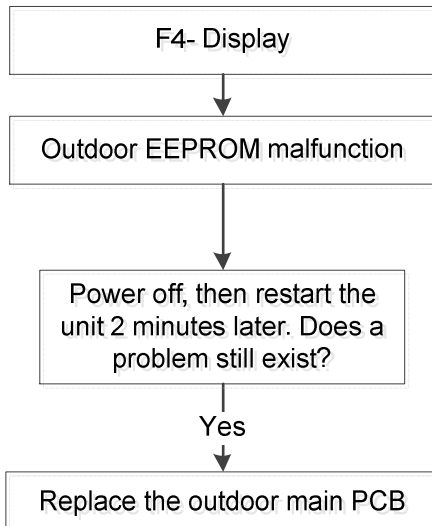 F4- Display
Outdoor EEPROM malfunction
Power off, then restart the
unit 2 minutes later. Does a
problem still exist?
Yes
Replace the outdoor main PCB